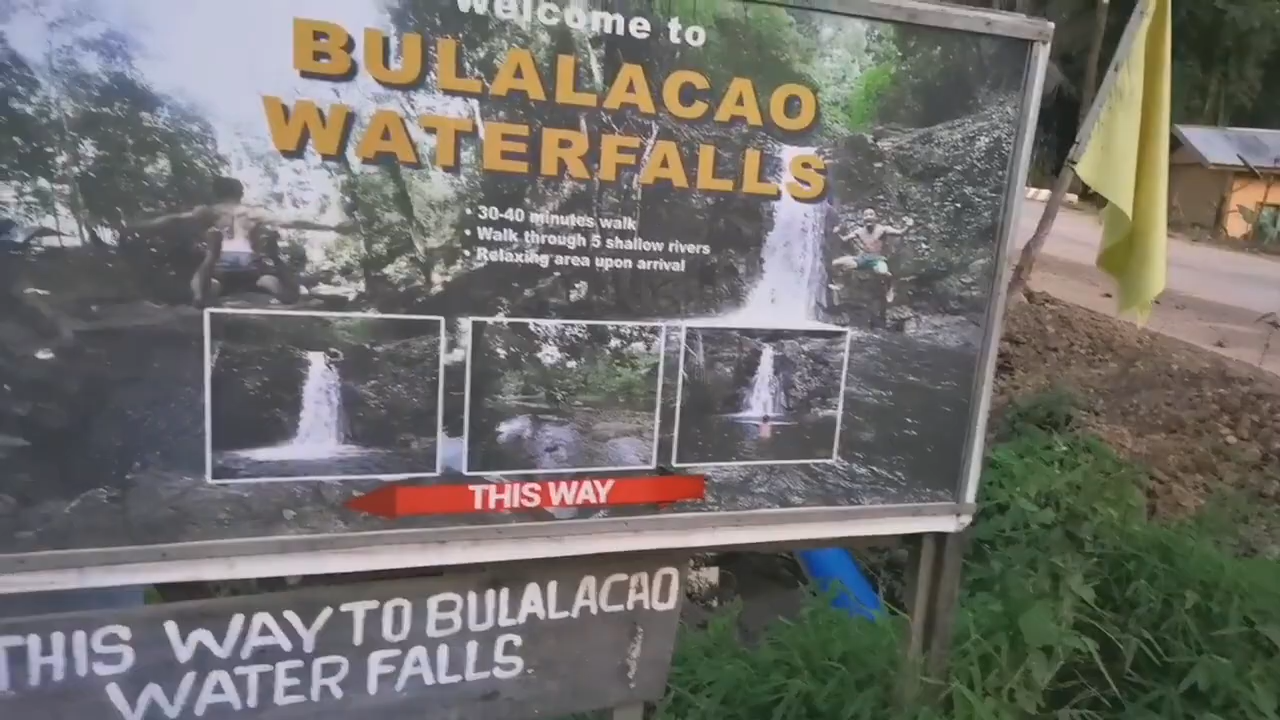 Welcome to
BULALACAO
WATERFALLS
• 30-40 minutes walk
• Walk through 5 shallow rivers
• Relaxing area upon arrival
THIS WAY
THIS WAY TO BULALACAO
WATER FALLS.